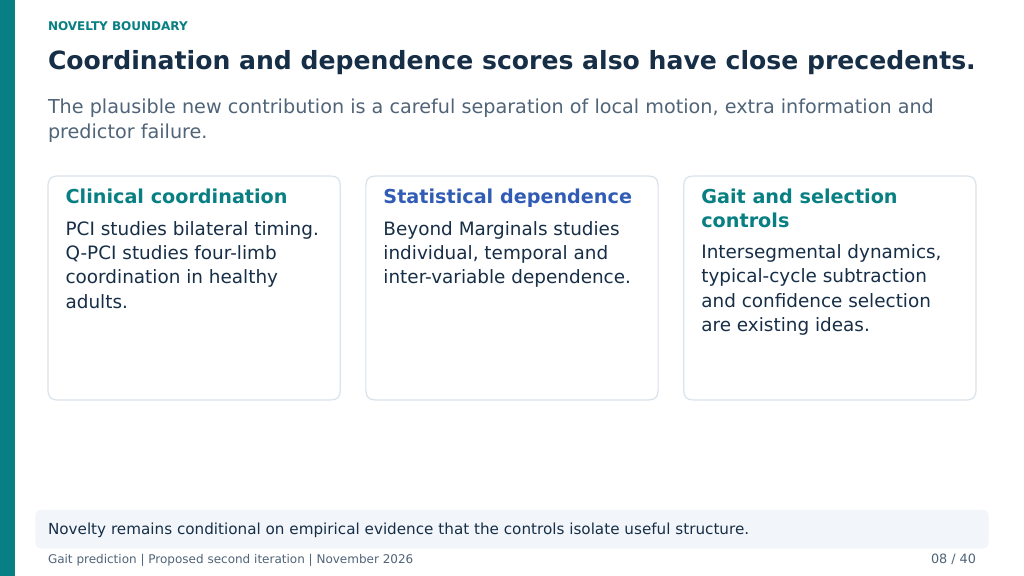 NOVELTY BOUNDARY
Coordination and dependence scores also have close precedents.
The plausible new contribution is a careful separation of local motion, extra information and
predictor failure.
Clinical coordination
PCI studies bilateral timing.
Q-PCI studies four-limb
coordination in healthy
adults.
Statistical dependence
Beyond Marginals studies
individual, temporal and
inter-variable dependence.
Gait and selection
controls
Intersegmental dynamics,
typical-cycle subtraction
and confidence selection
are existing ideas.
Novelty remains conditional on empirical evidence that the controls isolate useful structure.
Gait prediction | Proposed second iteration | November 2026
08 / 40